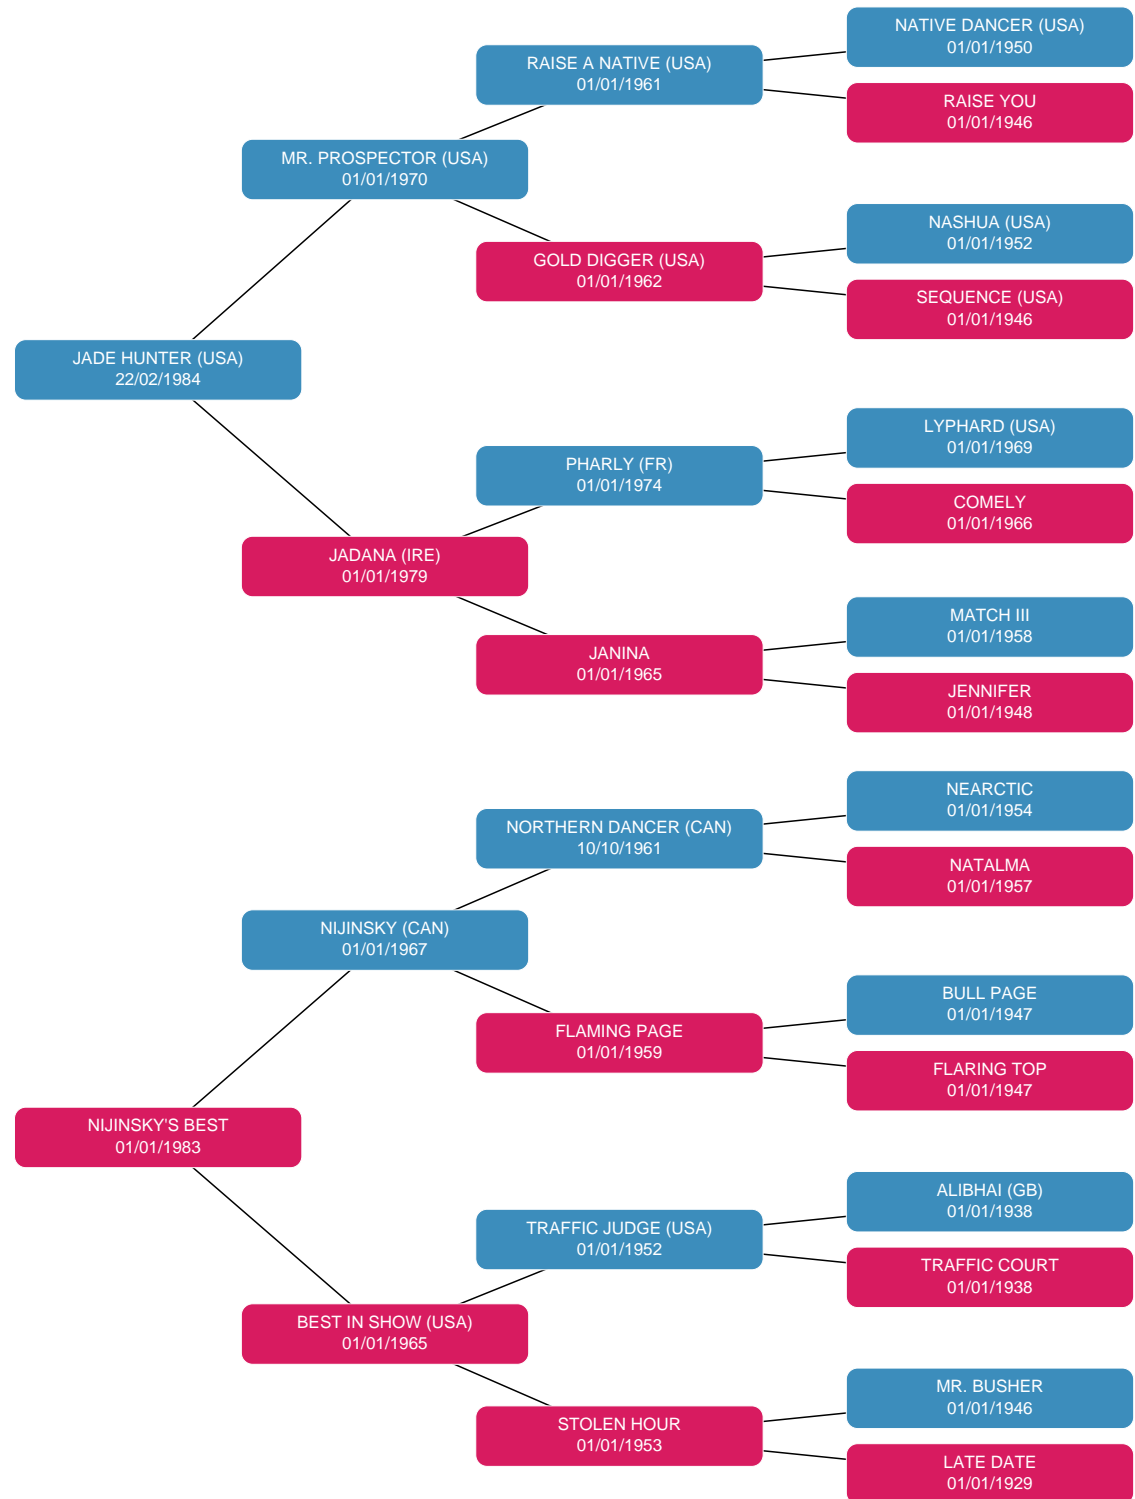 NATIVE DANCER (USA)
01/01/1950
RAISE A NATIVE (USA)
01/01/1961
RAISE YOU
01/01/1946
MR. PROSPECTOR (USA)
01/01/1970
NASHUA (USA)
01/01/1952
GOLD DIGGER (USA)
01/01/1962
SEQUENCE (USA)
01/01/1946
JADE HUNTER (USA)
22/02/1984
LYPHARD (USA)
01/01/1969
PHARLY (FR)
01/01/1974
COMELY
01/01/1966
JADANA (IRE)
01/01/1979
MATCH III
01/01/1958
JANINA
01/01/1965
JENNIFER
01/01/1948
NEARCTIC
01/01/1954
NORTHERN DANCER (CAN)
10/10/1961
NATALMA
01/01/1957
NIJINSKY (CAN)
01/01/1967
BULL PAGE
01/01/1947
FLAMING PAGE
01/01/1959
FLARING TOP
01/01/1947
NIJINSKY'S BEST
01/01/1983
ALIBHAI (GB)
01/01/1938
TRAFFIC JUDGE (USA)
01/01/1952
TRAFFIC COURT
01/01/1938
BEST IN SHOW (USA)
01/01/1965
MR. BUSHER
01/01/1946
STOLEN HOUR
01/01/1953
LATE DATE
01/01/1929